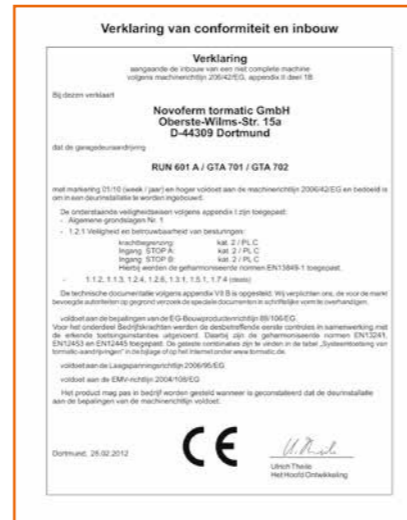 Verklaring van conformiteit en inbouw
Verklaring
aangaande de inbouw van een niet complete machine
volgens machinerichtlijn 206/42/EG, appendix II deel 1B
Bij dezen verklaart
Novoferm tormatic GmbH
Oberste-Wilms-Str. 15a
D-44309 Dortmund
dat de garagedeuraandrijving
RUN 601 A / GTA 701 / GTA 702
met markering 01/10 (week / jaar) en hoger voldoet aan de machinerichtlijn 2006/42/EG en bedoeld is
om in een deurinstallatie te worden ingebouwd.
De onderstaande veiligheidseisen volgens appendix I zijn toegepast:
- Algemene grondslagen Nr. 1
- 1.2.1 Veiligheid en betrouwbaarheid van besturingen:
krachtbegrenzing: kat. 2 / PL C
Ingang STOP A: kat. 2 / PL C
Ingang STOP B: kat. 2 / PL C
Hierbij werden de geharmoniseerde normen EN13849-1 toegepast.
- 1.1.2, 1.1.3, 1.2.4, 1.2.6, 1.3.1, 1.5.1, 1.7.4
De technische documentatie volgens appendix VII B is opgesteld. Wij verplichten ons, de voor de markt
bevoegde autoriteiten op gegrond verzoek de speciale documenten in schriftelijke vorm te overhandigen.
voldoet aan de bepalingen van de EG-Bouwproductenrichtlijn 89/106/EG.
Voor het onderdeel Bedrijfskrachten werden de desbetreffende eerste controles in samenwerking met
de erkende toetsingsinstanties uitgevoerd. Daarbij zijn de geharmoniseerde normen EN13241,
EN12453 en EN12445 toegepast. De geteste combinaties zijn te vinden in de tabel „Systeemtoetsing van
tormatic-aandrijvingen" in de bijlage of op het internet onder www.tormatic.de.
voldoet aan de Laagspanningsrichtlijn 2006/95/EG
voldoet aan de EMV-richtlijn 2004/108/EG
Het product mag pas in bedrijf worden gesteld wanneer is geconstateerd dat de deurinstallatie
aan de bepalingen van de machinerichtlijn voldoet.
CE
Dortmund, 26.02.2012
U. Theile
Ulrich Theile
Het Hoofd Ontwikkeling